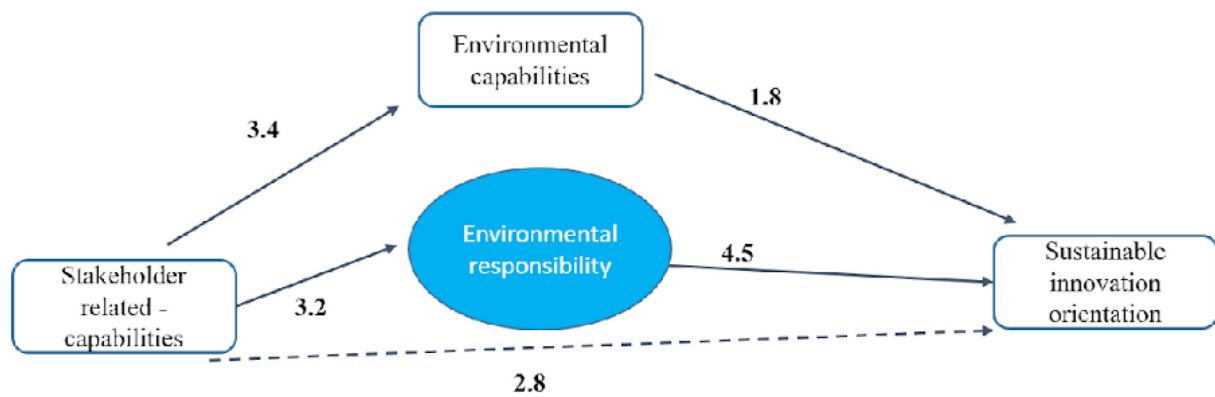 Environmental
capabilities
1.8
3.4
Environmental
responsibility
4.5
Sustainable
innovation
orientation
Stakeholder
related -
capabilities
3.2
2.8